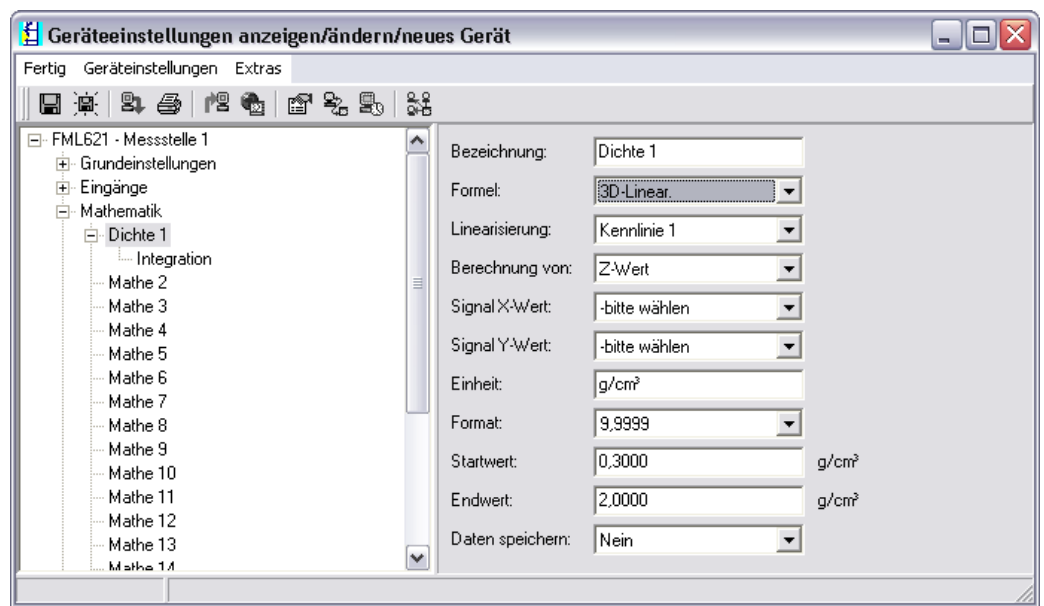 Geräteeinstellungen anzeigen/ändern/neues Gerät
Fertig Geräteinstellungen Extras
FML621 - Messstelle 1
Grundeinstellungen
Eingänge
Mathematik
Dichte 1
Integration
Mathe 2
Mathe 3
Mathe 4
Mathe 5
Mathe 6
Mathe 7
Mathe 8
Mathe 9
Mathe 10
Mathe 11
Mathe 12
Mathe 13
Mathe 14
Bezeichnung: Dichte 1
Formel: 3D-Linear.
Linearisierung: Kennlinie 1
Berechnung von: Z-Wert
Signal X-Wert: -bitte wählen
Signal Y-Wert: -bitte wählen
Einheit: g/cm³
Format: 9,9999
Startwert: 0,3000 g/cm³
Endwert: 2,0000 g/cm³
Daten speichern: Nein